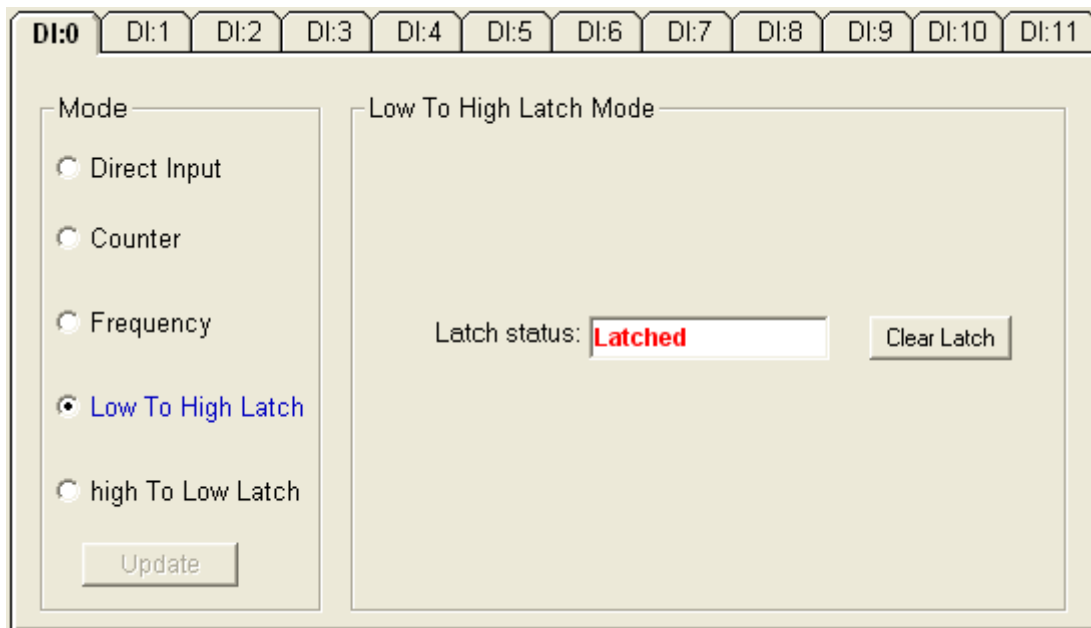 DI:0 DI:1 DI:2 DI:3 DI:4 DI:5 DI:6 DI:7 DI:8 DI:9 DI:10 DI:11
Mode
Direct Input
Counter
Frequency
Low To High Latch
high To Low Latch
Update
Low To High Latch Mode
Latch status: Latched Clear Latch